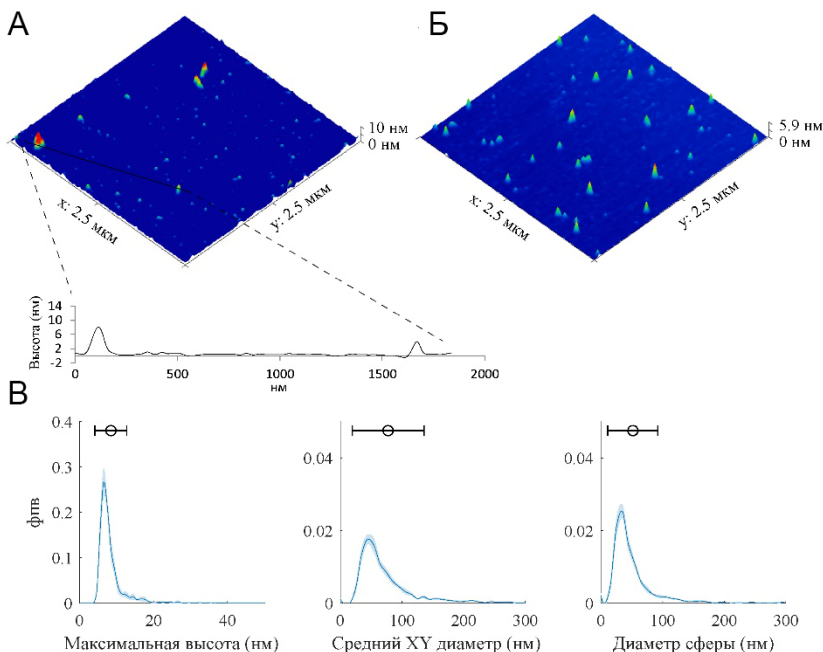 А
Б
10 нм
0 нм
5.9 нм
0 нм
x: 2.5 мкм
y: 2.5 мкм
x: 2.5 мкм
y: 2.5 мкм
Высота (нм)
14
10
6
2
-2
0
500
1000
1500
2000
нм
В
фпв
0.4
0.3
0.2
0.1
0
0
20
40
Максимальная высота (нм)
0.04
0.02
0
0
100
200
300
Средний XY диаметр (нм)
0.04
0.02
0
0
100
200
300
Диаметр сферы (нм)